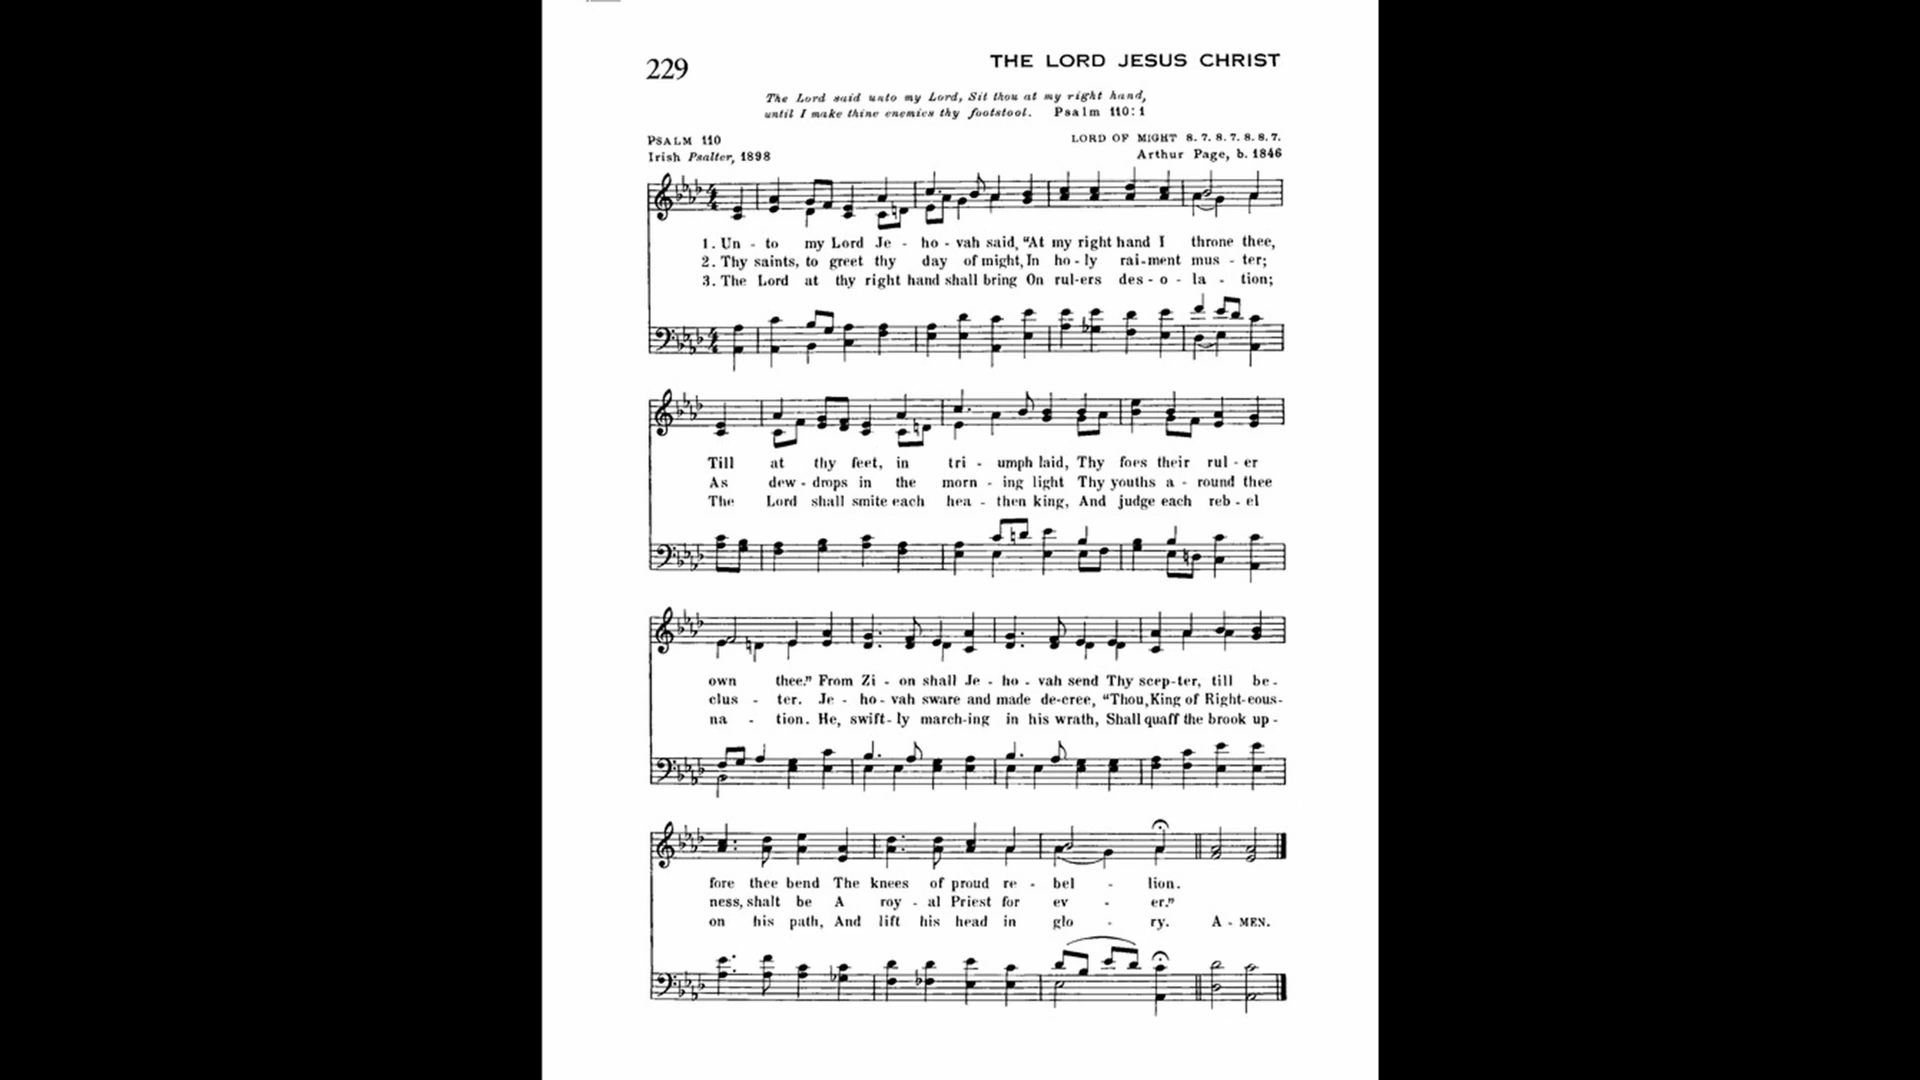 229
THE LORD JESUS CHRIST
The Lord said unto my Lord, Sit thou at my right hand,
until I make thine enemies thy footstool. Psalm 110:1
PSALM 110
LORD OF MIGHT 8. 7. 8. 7. 8. 8. 7.
Irish Psalter, 1898
Arthur Page, b. 1846
1. Un - to my Lord Je - ho - vah said, “At my right hand I throne thee,
2. Thy saints, to greet thy day of might, In ho - ly rai-ment mus - ter;
3. The Lord at thy right hand shall bring On rul-ers des - o - la - tion;
Till at thy feet, in tri - umph laid, Thy foes their rul - er
As dew - drops in the morn - ing light Thy youths a - round thee
The Lord shall smite each hea - then king, And judge each reb - el
own thee.” From Zi - on shall Je - ho - vah send Thy scep-ter, till be-
clus - ter. Je - ho - vah sware and made de-cree, “Thou, King of Right-eous-
na - tion. He, swift - ly march-ing in his wrath, Shall quaff the brook up -
fore thee bend The knees of proud re - bel - lion.
ness, shalt be A roy - al Priest for ev - er.”
on his path, And lift his head in glo - ry. A - MEN.